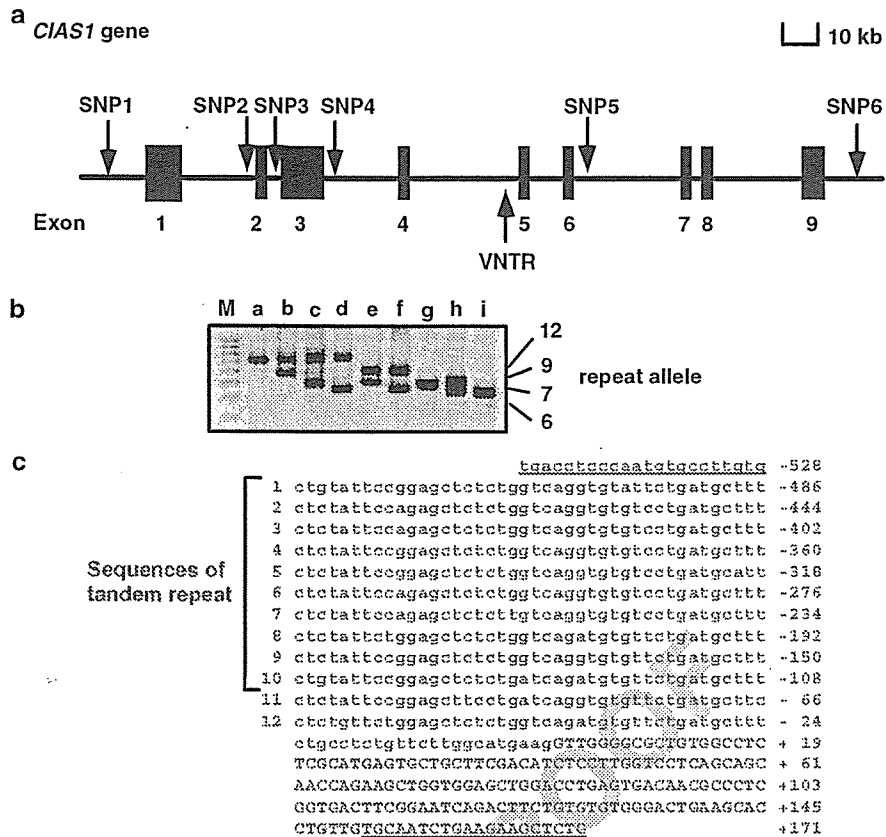 a
CIAS1 gene
10 kb
SNP1 SNP2 SNP3 SNP4 SNP5 SNP6
Exon 1 2 3 4 5 6 7 8 9
VNTR
b
M a b c d e f g h i
12
9
7
6
repeat allele
c
tgacctcccaatgtgccttgtg -528
1 ctgtattccggagctctctggtcaggtgtattctgatgcttt -486
2 ctctattccagagctctctggtcaggtgtgtcctgatgcttt -444
3 ctctattccagagctctctggtcaggtgtgtcctgatgcttt -402
4 ctctattccggagctctctggtcaggtgtgtcctgatgcttt -360
5 ctctattccggagctctctggtcaggtgtgtcctgatgcatt -318
6 ctctattccagagctctctggtcaggtgtgtcctgatgcttt -276
7 ctctattccagagctctcttgtcaggtgtgtcctgatgcttt -234
8 ctctattctggagctctctggtcagatgtgttctgatgcttt -192
9 ctctattccggagctctctggtcaggtgtgttctgatgcttt -150
10 ctgtattccggagctctctggtcagatgtgttctgatgcttt -108
11 ctctattccggagcttcctgatcaggtgtgttctgatgcttc - 66
12 ctctgttctggagctctctggtcagatgtgttctgatgcttt - 24
Sequences of
tandem repeat
ctgcctctgttcttggcatgaagGTTGGGGCGCTGTGGCCTC + 19
TCGCATGAGTGCTGCTTCGACATCTCCTTGGTCCTCAGCAGC + 61
AACCAGAAGCTGGTGGAGCTGGACCTGAGTGACAACGCCCTC +103
GGTGACTTCGGAATCAGACTTCTGTGTGTGGGACTGAAGCAC +145
CTGTTGTGCAATCTGAAGAAGCTCTG +171